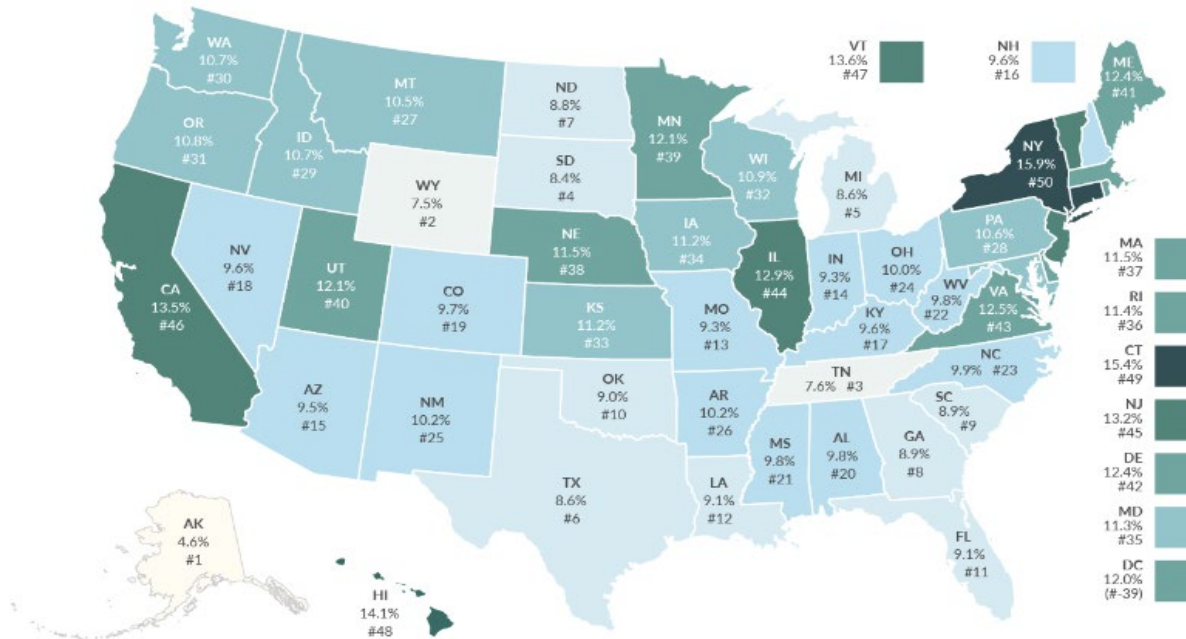 WA
10.7%
#30
MT
10.5%
#27
ND
8.8%
#7
VT
13.6%
#47
NH
9.6%
#16
ME
12.4%
#41
OR
10.8%
#31
ID
10.7%
#29
WY
7.5%
#2
SD
8.4%
#4
MN
12.1%
#39
WI
10.9%
#32
MI
8.6%
#5
NY
15.9%
#50
NV
9.6%
#18
UT
12.1%
#40
CO
9.7%
#19
NE
11.5%
#38
IA
11.2%
#34
IL
12.9%
#44
IN
9.3%
#14
OH
10.0%
#24
PA
10.6%
#28
CA
13.5%
#46
KS
11.2%
#33
MO
9.3%
#13
KY
9.6%
#17
WV
9.8%
#22
VA
12.5%
#43
AZ
9.5%
#15
NM
10.2%
#25
OK
9.0%
#10
AR
10.2%
#26
TN
7.6% #3
NC
9.9% #23
SC
8.9%
#9
TX
8.6%
#6
LA
9.1%
#12
MS
9.8%
#21
AL
9.8%
#20
GA
8.9%
#8
FL
9.1%
#11
AK
4.6%
#1
HI
14.1%
#48
MA
11.5%
#37
RI
11.4%
#36
CT
15.4%
#49
NJ
13.2%
#45
DE
12.4%
#42
MD
11.3%
#35
DC
12.0%
(#-39)